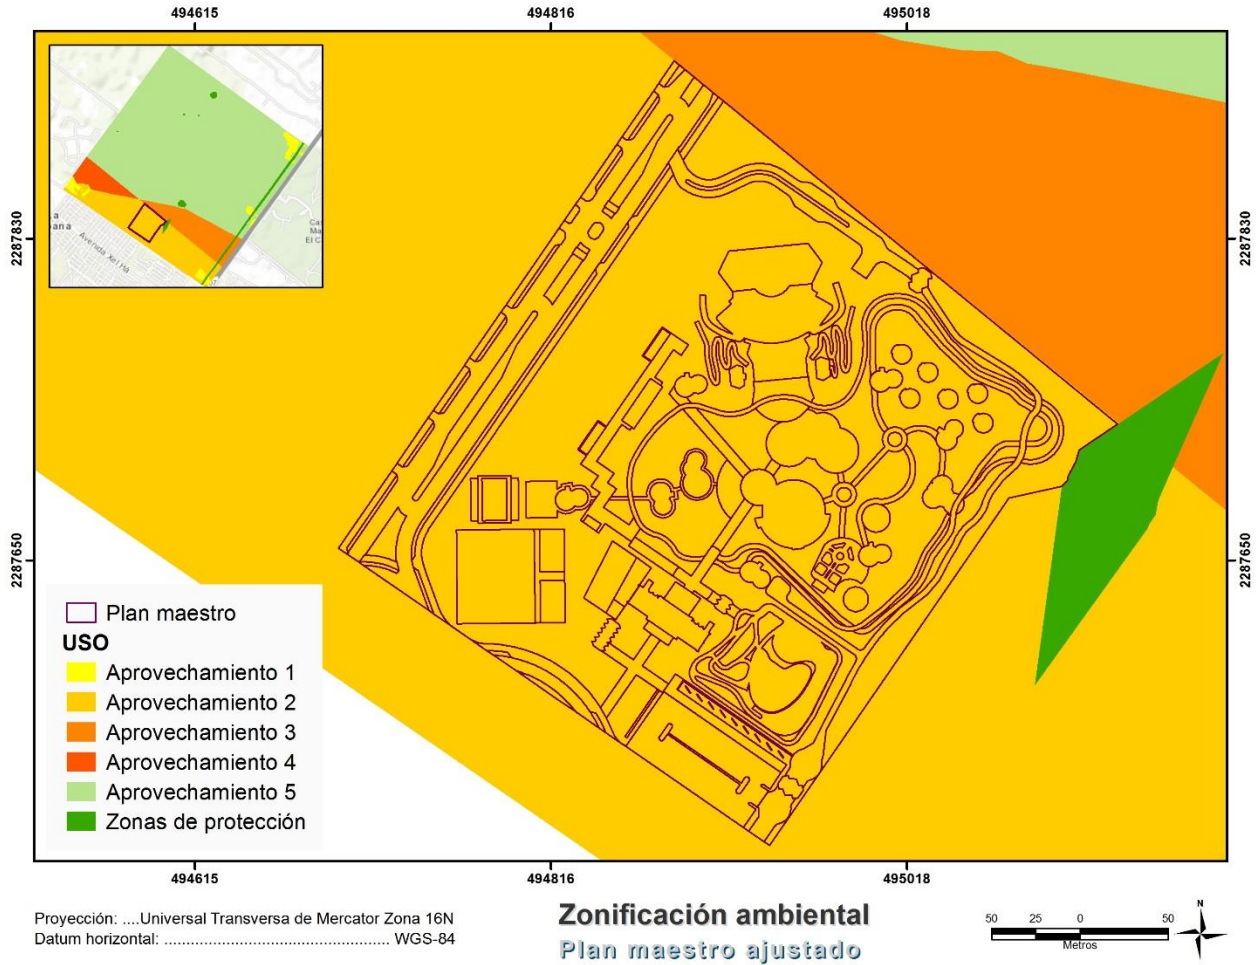 494615 494816 495018
2287830 2287830
2287650 2287650
Avenida Xel Há
Plan maestro
USO
Aprovechamiento 1
Aprovechamiento 2
Aprovechamiento 3
Aprovechamiento 4
Aprovechamiento 5
Zonas de protección
494615 494816 495018
Proyección: ....Universal Transversa de Mercator Zona 16N
Datum horizontal: .................................................... WGS-84
Zonificación ambiental
Plan maestro ajustado
50 25 0 50
Metros
N